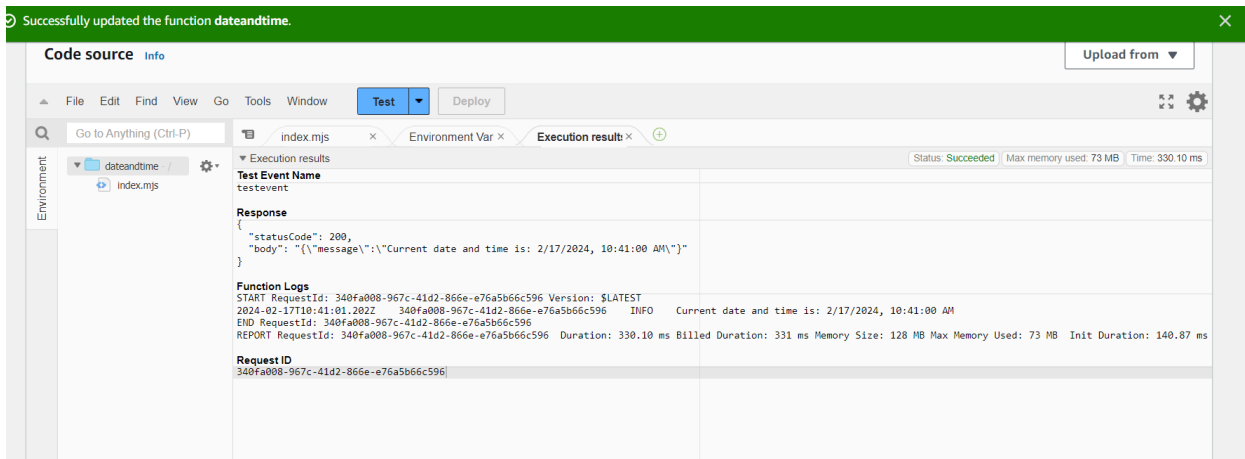 Successfully updated the function dateandtime.
Code source Info
Upload from
File Edit Find View Go Tools Window Test Deploy
Go to Anything (Ctrl-P)
index.mjs Environment Var Execution results
Environment
dateandtime - /
index.mjs
Execution results
Status: Succeeded Max memory used: 73 MB Time: 330.10 ms
Test Event Name
testevent
Response
{
"statusCode": 200,
"body": "{\"message\":\"Current date and time is: 2/17/2024, 10:41:00 AM\"}"
}
Function Logs
START RequestId: 340fa008-967c-41d2-866e-e76a5b66c596 Version: $LATEST
2024-02-17T10:41:01.202Z 340fa008-967c-41d2-866e-e76a5b66c596 INFO Current date and time is: 2/17/2024, 10:41:00 AM
END RequestId: 340fa008-967c-41d2-866e-e76a5b66c596
REPORT RequestId: 340fa008-967c-41d2-866e-e76a5b66c596 Duration: 330.10 ms Billed Duration: 331 ms Memory Size: 128 MB Max Memory Used: 73 MB Init Duration: 140.87 ms
Request ID
340fa008-967c-41d2-866e-e76a5b66c596